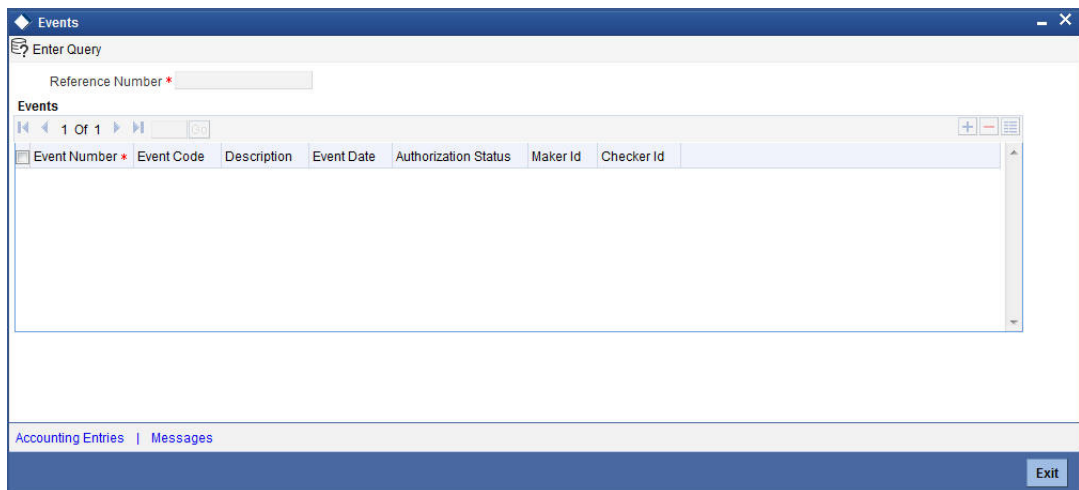 Events
Enter Query
Reference Number *
Events
1 Of 1 Go
Event Number * Event Code Description Event Date Authorization Status Maker Id Checker Id
Accounting Entries | Messages
Exit